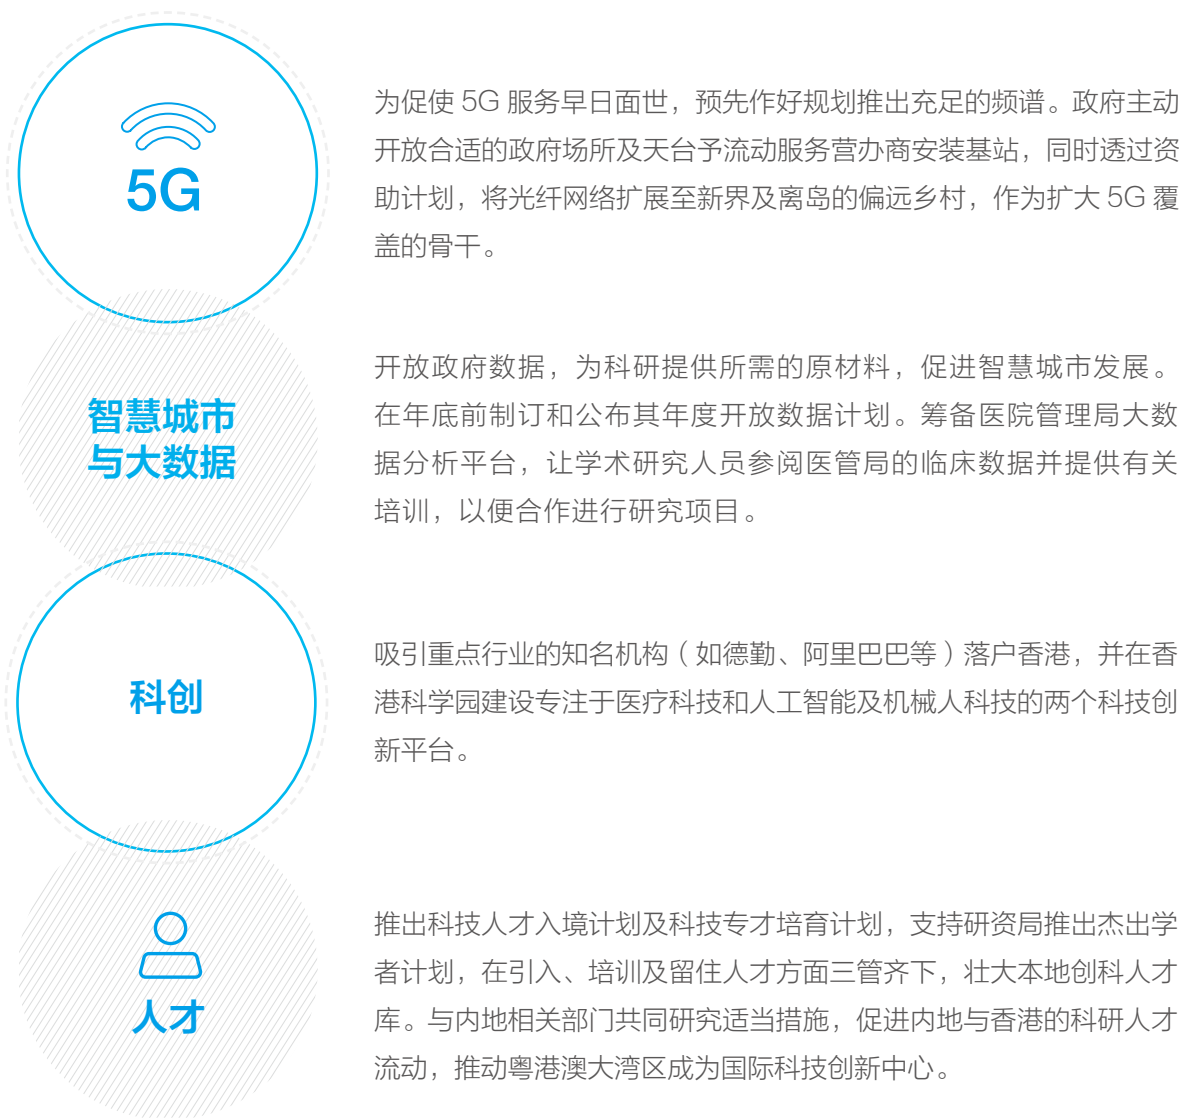 5G
为促使 5G 服务早日面世，预先作好规划推出充足的频谱。政府主动
开放合适的政府场所及天台予流动服务营办商安装基站，同时透过资
助计划，将光纤网络扩展至新界及离岛的偏远乡村，作为扩大 5G 覆
盖的骨干。
智慧城市
与大数据
开放政府数据，为科研提供所需的原材料，促进智慧城市发展。
在年底前制订和公布其年度开放数据计划。筹备医院管理局大数
据分析平台，让学术研究人员参阅医管局的临床数据并提供有关
培训，以便合作进行研究项目。
科创
吸引重点行业的知名机构（如德勤、阿里巴巴等）落户香港，并在香
港科学园建设专注于医疗科技和人工智能及机械人科技的两个科技创
新平台。
人才
推出科技人才入境计划及科技专才培育计划，支持研资局推出杰出学
者计划，在引入、培训及留住人才方面三管齐下，壮大本地创科人才
库。与内地相关部门共同研究适当措施，促进内地与香港的科研人才
流动，推动粤港澳大湾区成为国际科技创新中心。